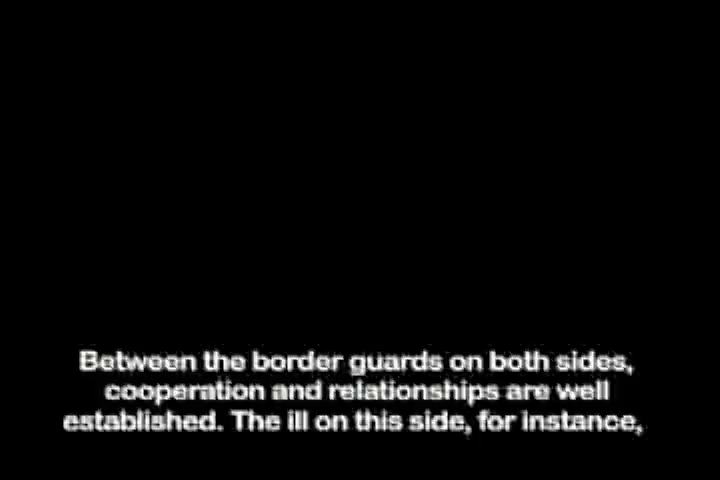 Between the border guards on both sides,
cooperation and relationships are well
established. The ill on this side, for instance,